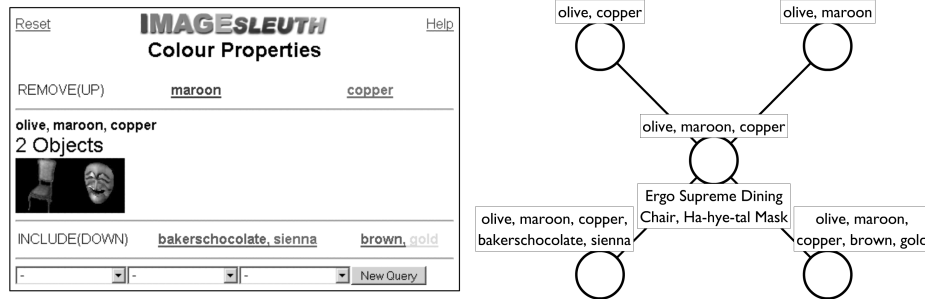 Reset IMAGESLEUTH Help
Colour Properties
REMOVE(UP) maroon copper
olive, maroon, copper
2 Objects
INCLUDE(DOWN) bakerschocolate, sienna brown, gold
- - - New Query
olive, copper
olive, maroon
olive, maroon, copper
Ergo Supreme Dining
Chair, Ha-hye-tal Mask
olive, maroon, copper,
bakerschocolate, sienna
olive, maroon,
copper, brown, gold